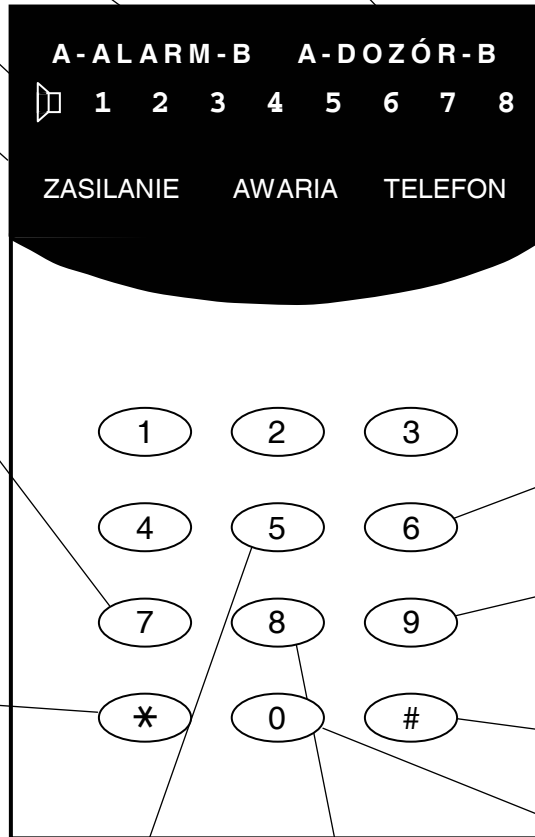 A-ALARM-B A-DOZÓR-B
1 2 3 4 5 6 7 8
ZASILANIE AWARIA TELEFON
1 2 3
4 5 6
7 8 9
* 0 #